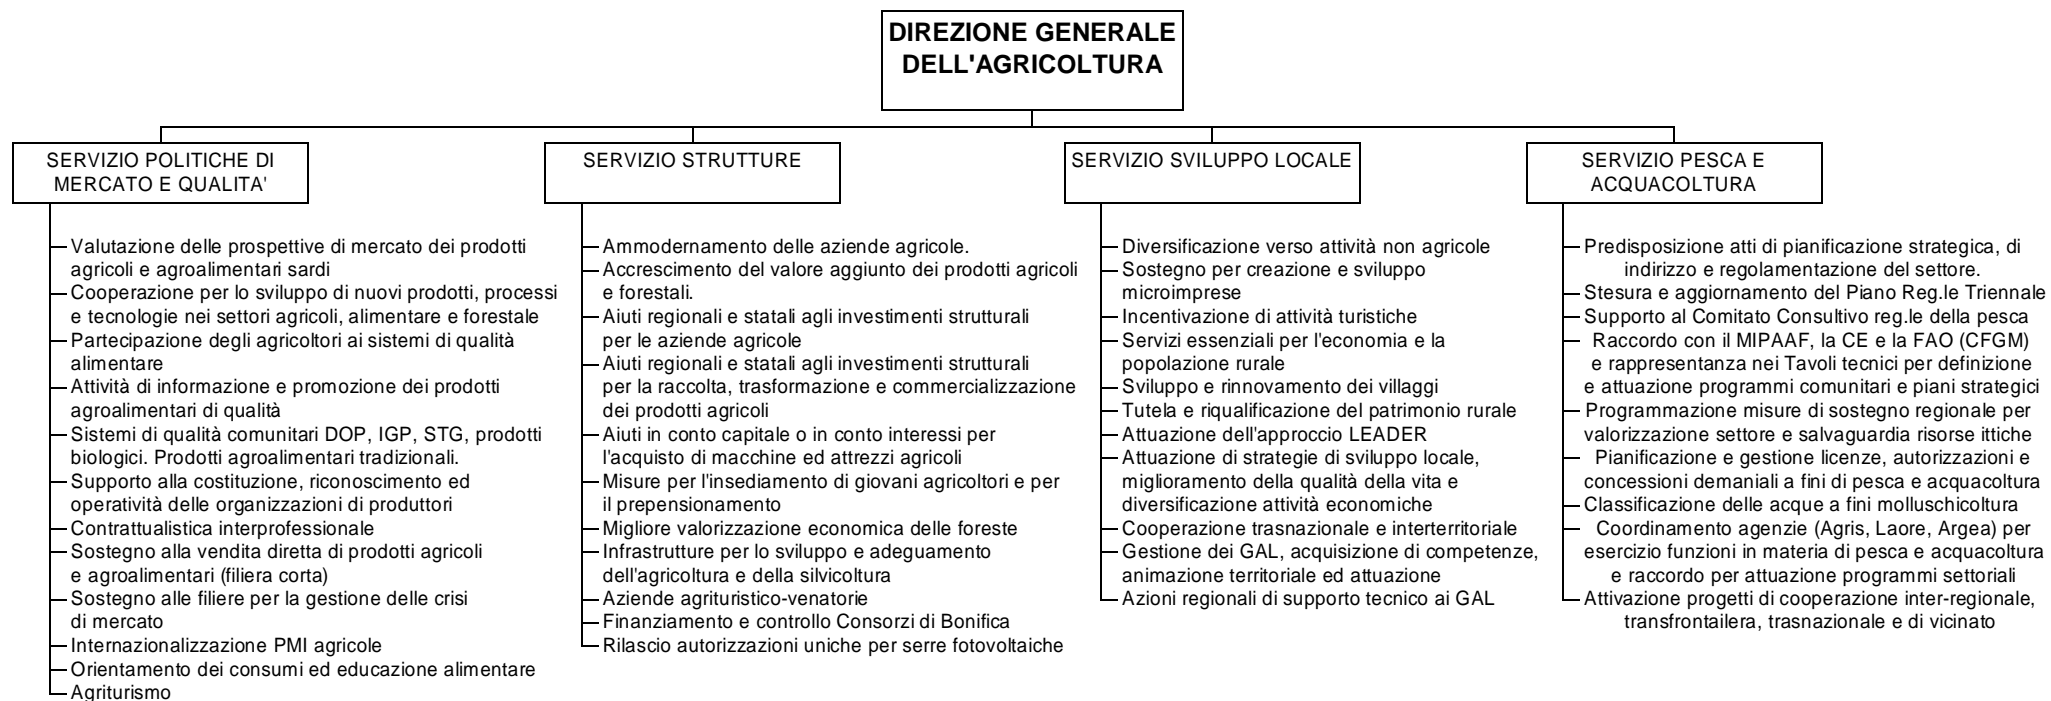 DIREZIONE GENERALE
DELL'AGRICOLTURA
SERVIZIO POLITICHE DI
MERCATO E QUALITA'
Valutazione delle prospettive di mercato dei prodotti
agricoli e agroalimentari sardi
Cooperazione per lo sviluppo di nuovi prodotti, processi
e tecnologie nei settori agricoli, alimentare e forestale
Partecipazione degli agricoltori ai sistemi di qualità
alimentare
Attività di informazione e promozione dei prodotti
agroalimentari di qualità
Sistemi di qualità comunitari DOP, IGP, STG, prodotti
biologici. Prodotti agroalimentari tradizionali.
Supporto alla costituzione, riconoscimento ed
operatività delle organizzazioni di produttori
Contrattualistica interprofessionale
Sostegno alla vendita diretta di prodotti agricoli
e agroalimentari (filiera corta)
Sostegno alle filiere per la gestione delle crisi
di mercato
Internazionalizzazione PMI agricole
Orientamento dei consumi ed educazione alimentare
Agriturismo
SERVIZIO STRUTTURE
Ammodernamento delle aziende agricole.
Accrescimento del valore aggiunto dei prodotti agricoli
e forestali.
Aiuti regionali e statali agli investimenti strutturali
per le aziende agricole
Aiuti regionali e statali agli investimenti strutturali
per la raccolta, trasformazione e commercializzazione
dei prodotti agricoli
Aiuti in conto capitale o in conto interessi per
l'acquisto di macchine ed attrezzi agricoli
Misure per l'insediamento di giovani agricoltori e per
il prepensionamento
Migliore valorizzazione economica delle foreste
Infrastrutture per lo sviluppo e adeguamento
dell'agricoltura e della silvicoltura
Aziende agrituristico-venatorie
Finanziamento e controllo Consorzi di Bonifica
Rilascio autorizzazioni uniche per serre fotovoltaiche
SERVIZIO SVILUPPO LOCALE
Diversificazione verso attività non agricole
Sostegno per creazione e sviluppo
microimprese
Incentivazione di attività turistiche
Servizi essenziali per l'economia e la
popolazione rurale
Sviluppo e rinnovamento dei villaggi
Tutela e riqualificazione del patrimonio rurale
Attuazione dell'approccio LEADER
Attuazione di strategie di sviluppo locale,
miglioramento della qualità della vita e
diversificazione attività economiche
Cooperazione trasnazionale e interterritoriale
Gestione dei GAL, acquisizione di competenze,
animazione territoriale ed attuazione
Azioni regionali di supporto tecnico ai GAL
SERVIZIO PESCA E
ACQUACOLTURA
Predisposizione atti di pianificazione strategica, di
indirizzo e regolamentazione del settore.
Stesura e aggiornamento del Piano Reg.le Triennale
Supporto al Comitato Consultivo reg.le della pesca
Raccordo con il MIPAAF, la CE e la FAO (CFGM)
e rappresentanza nei Tavoli tecnici per definizione
e attuazione programmi comunitari e piani strategici
Programmazione misure di sostegno regionale per
valorizzazione settore e salvaguardia risorse ittiche
Pianificazione e gestione licenze, autorizzazioni e
concessioni demaniali a fini di pesca e acquacoltura
Classificazione delle acque a fini molluschicoltura
Coordinamento agenzie (Agris, Laore, Argea) per
esercizio funzioni in materia di pesca e acquacoltura
e raccordo per attuazione programmi settoriali
Attivazione progetti di cooperazione inter-regionale,
transfrontailera, trasnazionale e di vicinato